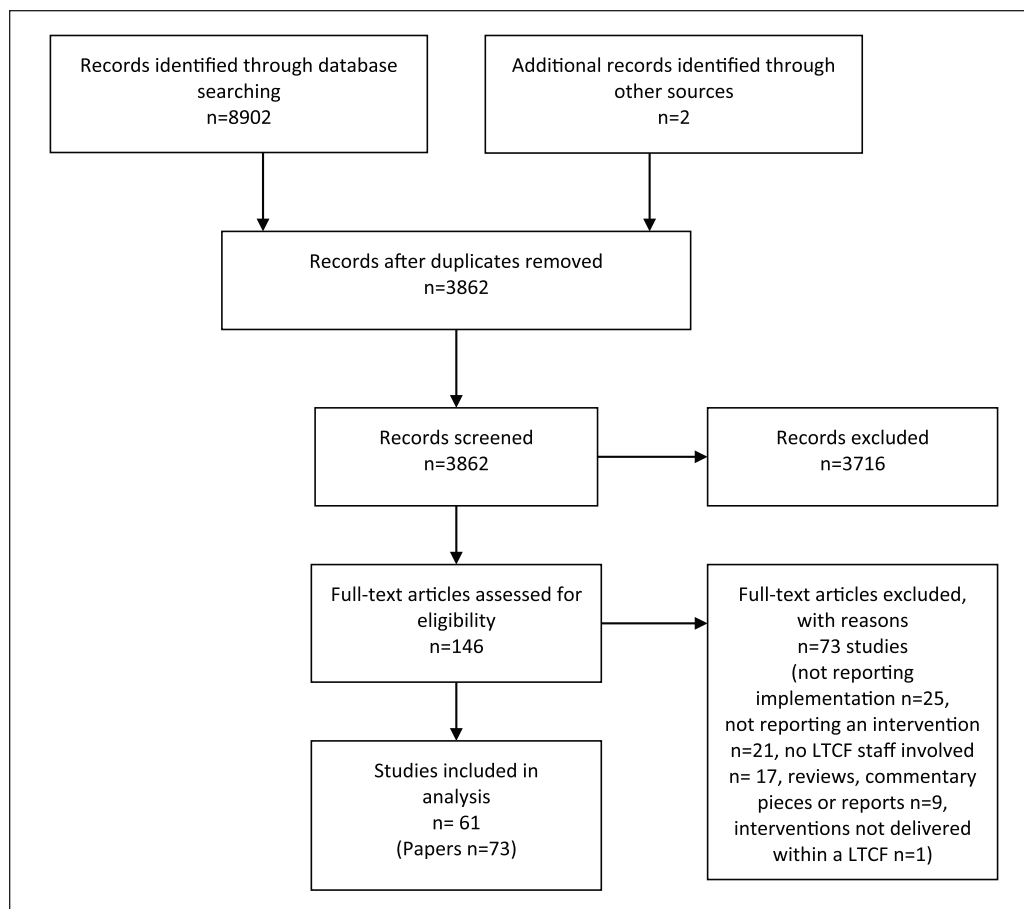 Records identified through database
searching
n=8902
Additional records identified through
other sources
n=2
Records after duplicates removed
n=3862
Records screened
n=3862
Records excluded
n=3716
Full-text articles assessed for
eligibility
n=146
Full-text articles excluded,
with reasons
n=73 studies
(not reporting
implementation n=25,
not reporting an intervention
n=21, no LTCF staff involved
n= 17, reviews, commentary
pieces or reports n=9,
interventions not delivered
within a LTCF n=1)
Studies included in
analysis
n= 61
(Papers n=73)